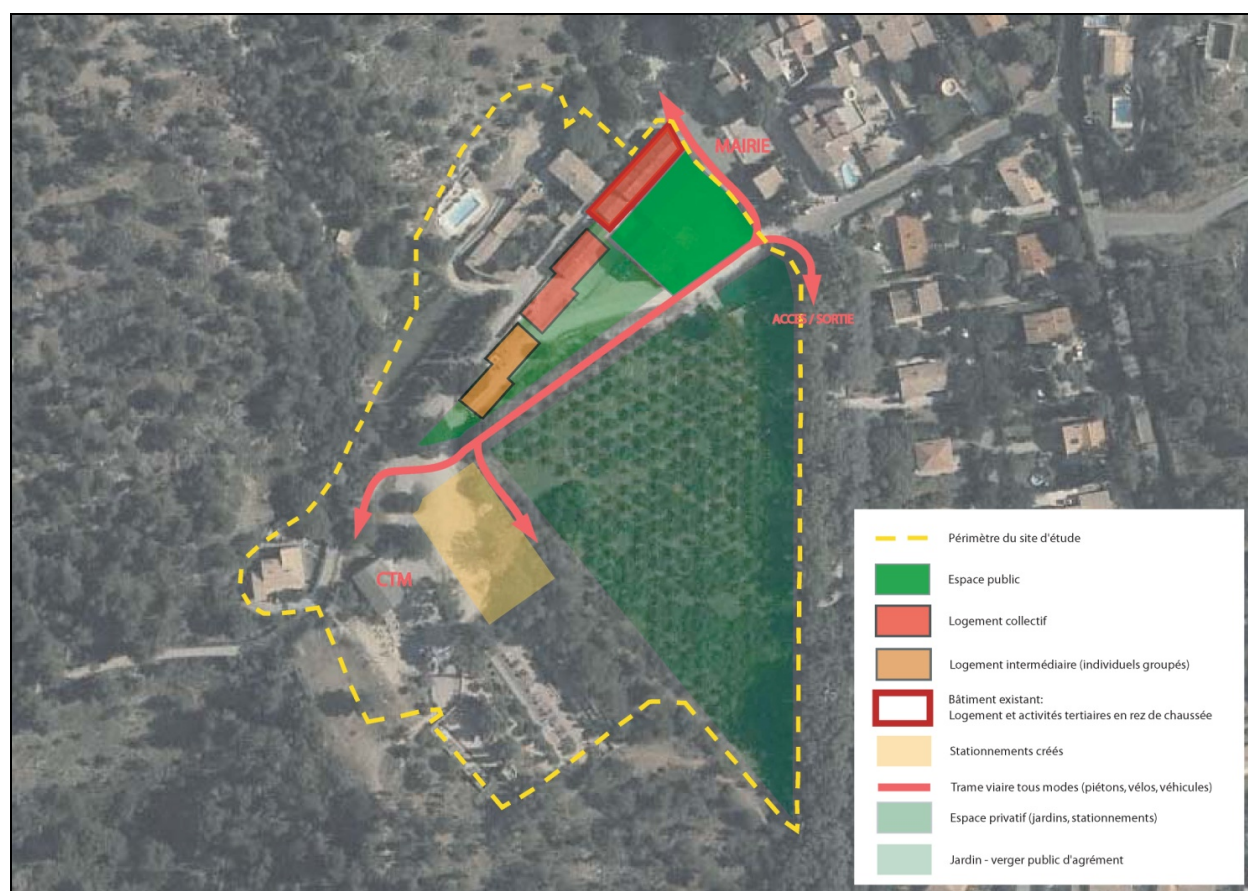 MAIRIE
ACCES / SORTIE
CTM
Périmètre du site d'étude
Espace public
Logement collectif
Logement intermédiaire (individuels groupés)
Bâtiment existant:
Logement et activités tertiaires en rez de chaussée
Stationnements créés
Trame viaire tous modes (piétons, vélos, véhicules)
Espace privatif (jardins, stationnements)
Jardin - verger public d'agrément